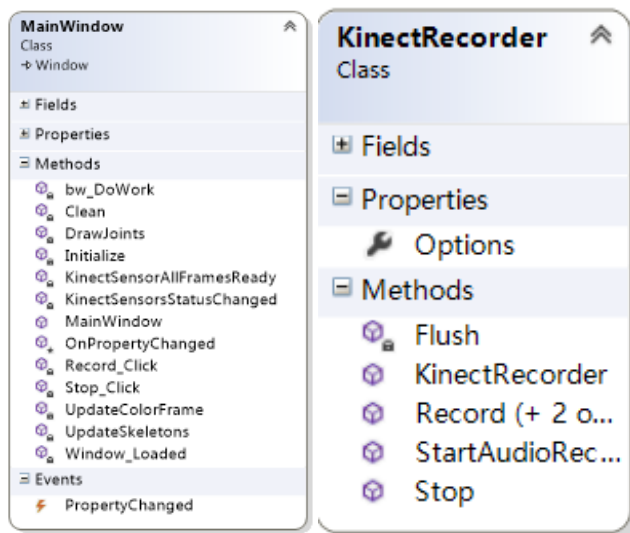 MainWindow
Class
Window
Fields
Properties
Methods
bw_DoWork
Clean
DrawJoints
Initialize
KinectSensorAllFramesReady
KinectSensorsStatusChanged
MainWindow
OnPropertyChanged
Record_Click
Stop_Click
UpdateColorFrame
UpdateSkeletons
Window_Loaded
Events
PropertyChanged
KinectRecorder
Class
Fields
Properties
Options
Methods
Flush
KinectRecorder
Record (+ 2 o...
StartAudioRec...
Stop